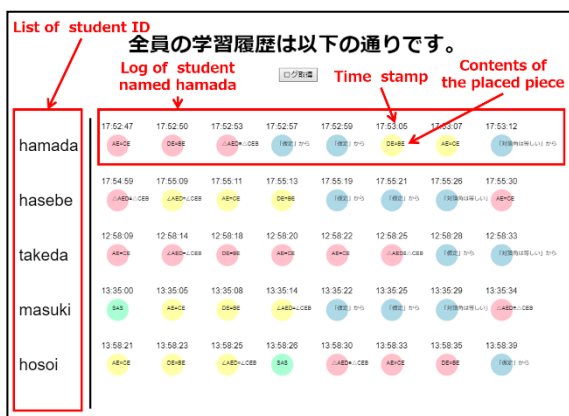 List of student ID
全員の学習履歴は以下の通りです。
Log of student
named hamada
ログ取得
Time stamp
Contents of
the placed piece
hamada
17:52:47 17:52:50 17:52:53 17:52:57 17:52:59 17:53:05 17:53:07 17:53:12
AE=CE DE=BE △AED≡△CEB 「仮定」から 「仮定」から DE=BE AE=CE 「対頂角は等しい」から
hasebe
17:54:59 17:55:09 17:55:11 17:55:13 17:55:19 17:55:21 17:55:26 17:55:30
△AED≡△CEB ∠AED=∠CEB AE=CE DE=BE 「仮定」から 「仮定」から 「対頂角は等しい」から AE=CE
takeda
12:58:09 12:58:14 12:58:18 12:58:20 12:58:22 12:58:25 12:58:28 12:58:33
AE=CE ∠AED=∠CEB DE=BE AE=CE DE=BE △AED≡△CEB 「仮定」から 「対頂角は等しい」から
masuki
13:35:00 13:35:05 13:35:08 13:35:14 13:35:22 13:35:25 13:35:29 13:35:34
SAS AE=CE DE=BE ∠AED=∠CEB 「仮定」から 「仮定」から 「対頂角は等しい」から △AED≡△CEB
hosoi
13:58:21 13:58:23 13:58:25 13:58:26 13:58:30 13:58:33 13:58:35 13:58:39
AE=CE DE=BE ∠AED=∠CEB SAS △AED≡△CEB AE=CE DE=BE 「仮定」から